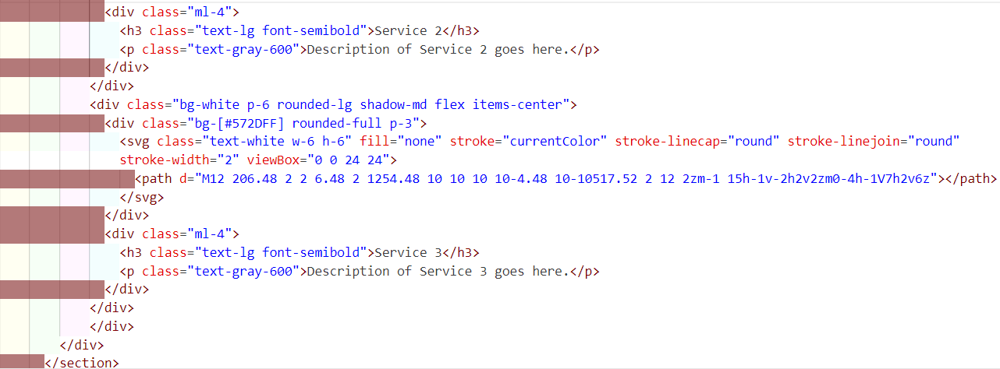 <div class="ml-4">
<h3 class="text-lg font-semibold">Service 2</h3>
<p class="text-gray-600">Description of Service 2 goes here.</p>
</div>
</div>
<div class="bg-white p-6 rounded-lg shadow-md flex items-center">
<div class="bg-[#572DFF] rounded-full p-3">
<svg class="text-white w-6 h-6" fill="none" stroke="currentColor" stroke-linecap="round" stroke-linejoin="round"
stroke-width="2" viewBox="0 0 24 24">
<path d="M12 206.48 2 2 6.48 2 1254.48 10 10 10 10-4.48 10-10517.52 2 12 2zm-1 15h-1v-2h2v2zm0-4h-1V7h2v6z"></path>
</svg>
</div>
<div class="ml-4">
<h3 class="text-lg font-semibold">Service 3</h3>
<p class="text-gray-600">Description of Service 3 goes here.</p>
</div>
</div>
</div>
</div>
</section>